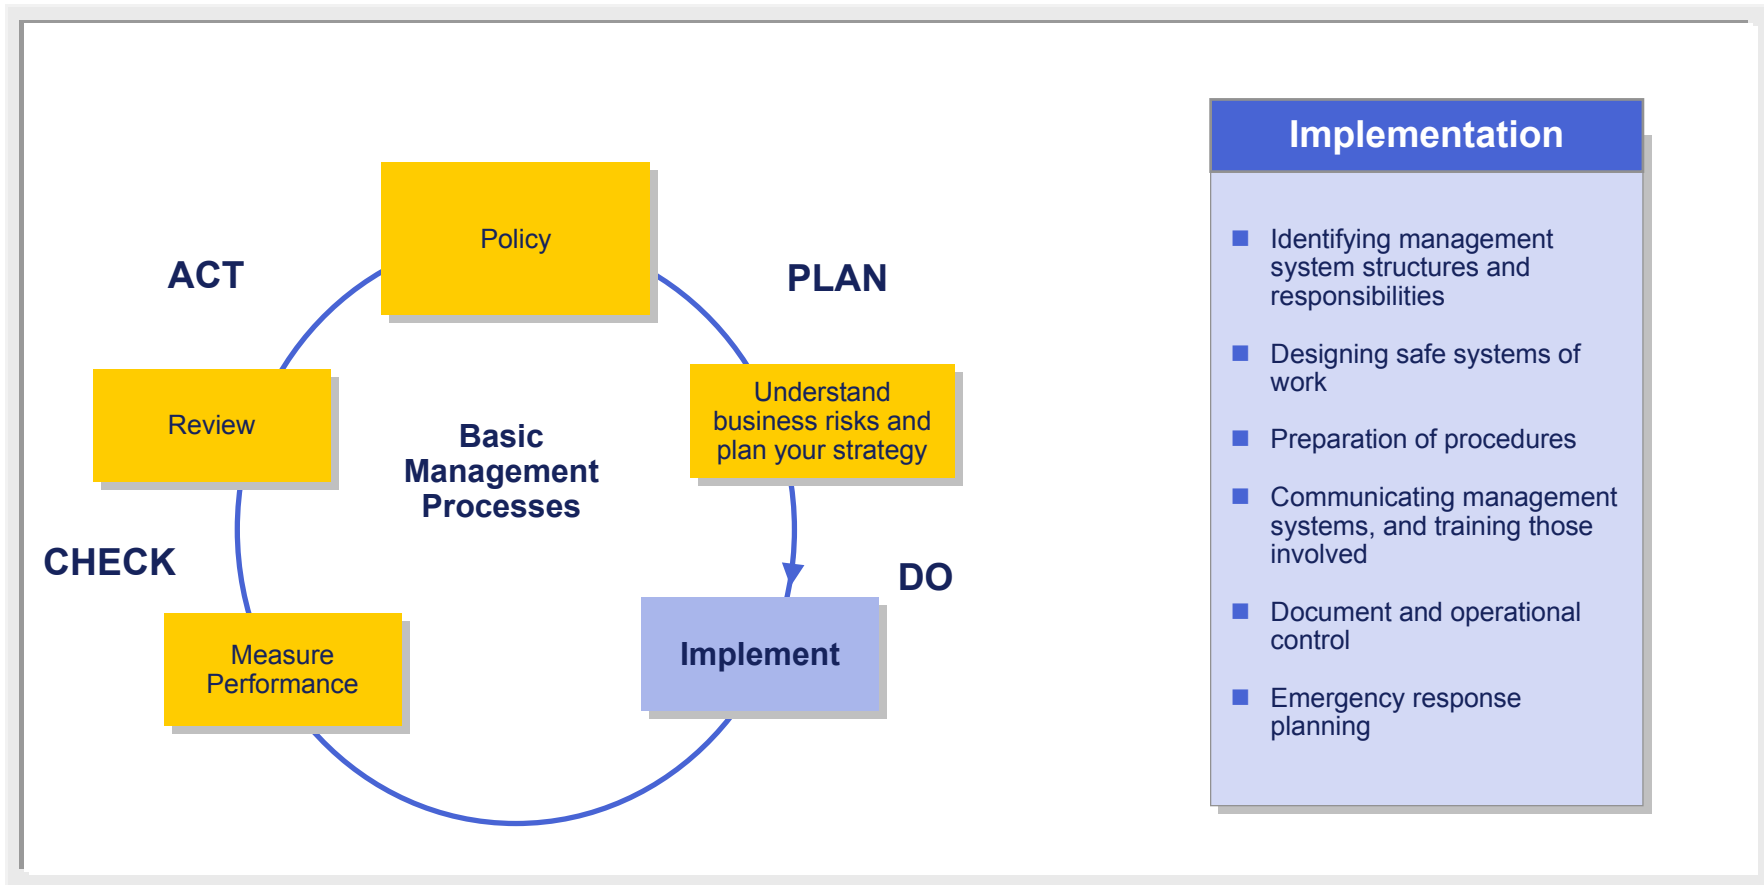 Policy
ACT
PLAN
Understand
business risks and
plan your strategy
Review
Basic
Management
Processes
CHECK
DO
Implement
Measure
Performance
Implementation
Identifying management
system structures and
responsibilities
Designing safe systems of
work
Preparation of procedures
Communicating management
systems, and training those
involved
Document and operational
control
Emergency response
planning